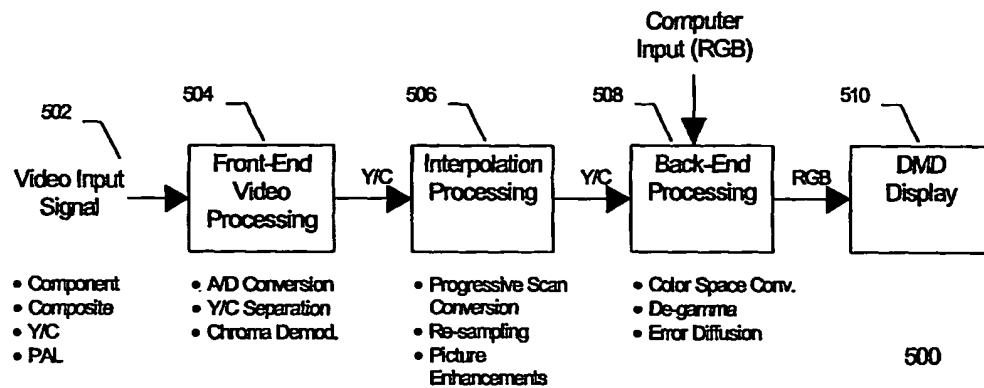 Computer
Input (RGB)
502
504
506
508
510
Video Input
Signal
Front-End
Video
Processing
Y/C
Interpolation
Processing
Y/C
Back-End
Processing
RGB
DMD
Display
• Component
• Composite
• Y/C
• PAL
• A/D Conversion
• Y/C Separation
• Chroma Demod.
• Progressive Scan
Conversion
• Re-sampling
• Picture
Enhancements
• Color Space Conv.
• De-gamma
• Error Diffusion
500